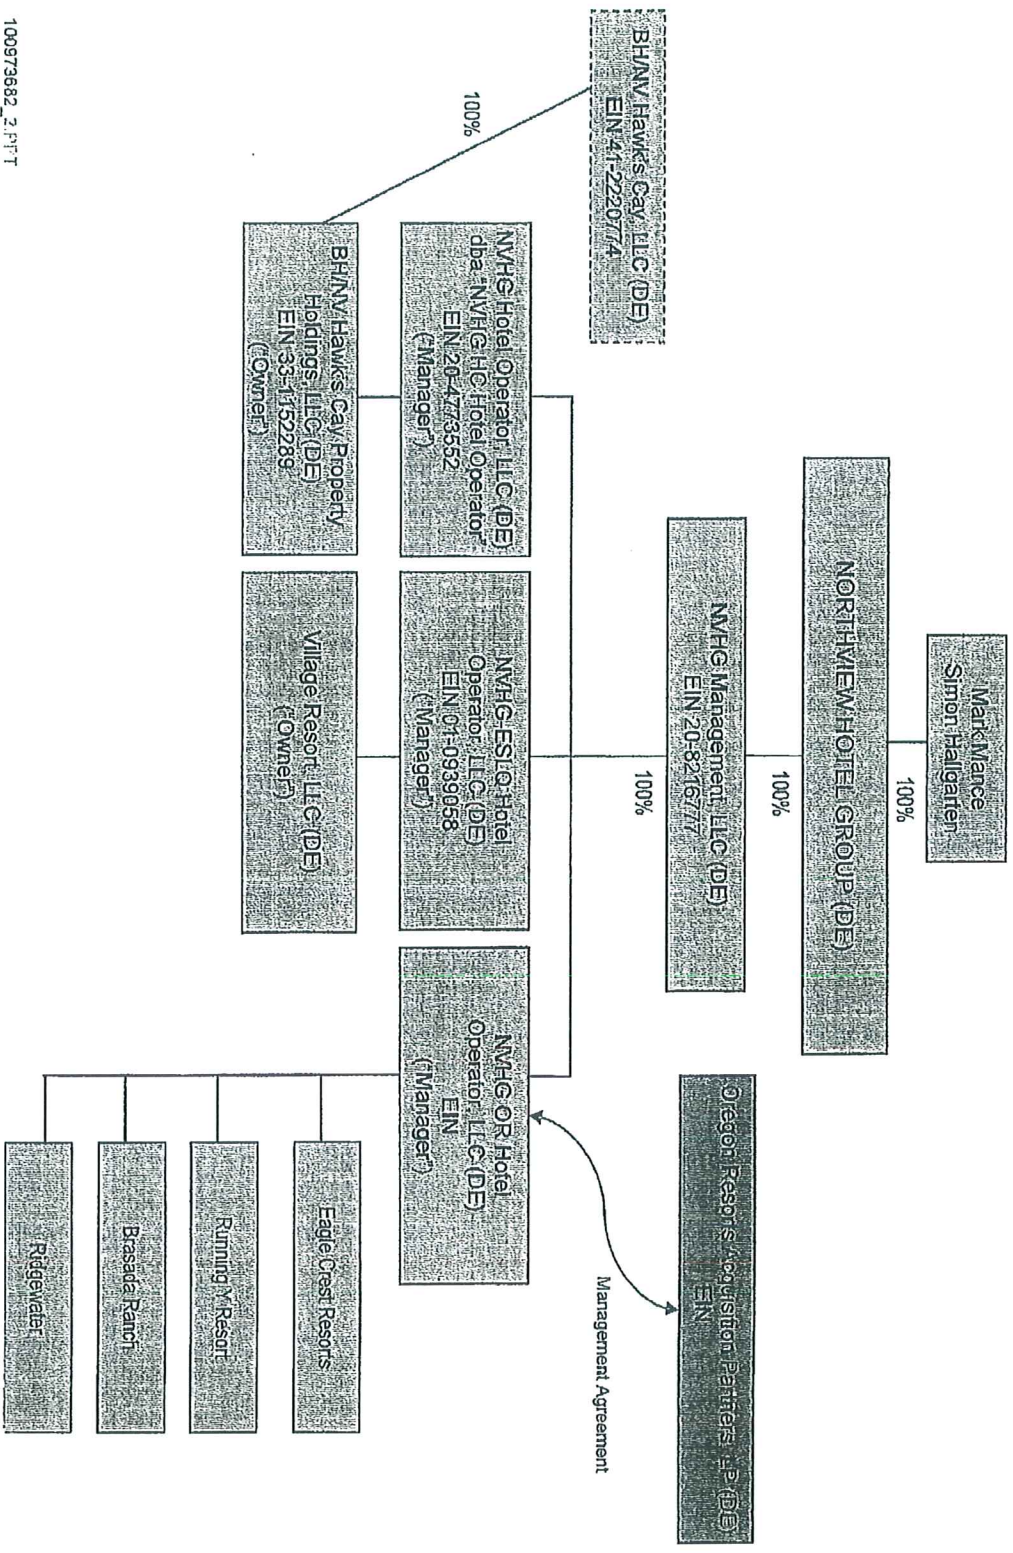 Mark Mance
Simon Hallgarten
100%
NORTHVIEW HOTEL GROUP (DE)
100%
NVHG Management, LLC (DE)
EIN 20-8216777
100%
Oregon Resorts Acquisition Partners, LP (DE)
EIN
Management Agreement
BH/NV Hawk's Cay, LLC (DE)
EIN 41-2220774
100%
NVHG Hotel Operator, LLC (DE)
dba "NVHG HC Hotel Operator"
EIN 20-4773552
("Manager")
NVHG-ESLO Hotel
Operator, LLC (DE)
EIN 01-0939058
("Manager")
NVHG OR Hotel
Operator, LLC (DE)
EIN
("Manager")
BH/NV Hawk's Cay Property
Holdings, LLC (DE)
EIN 33-1152289
("Owner")
Village Resort, LLC (DE)
("Owner")
Eagle Crest Resorts
Running Y Resort
Brasada Ranch
Ridgewater
100973682_2.PPT